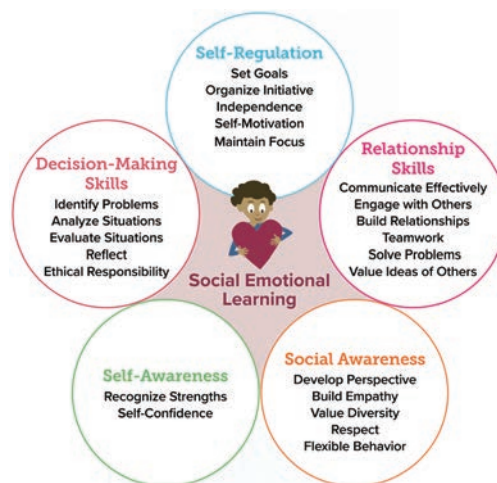 Self-Regulation
Set Goals
Organize Initiative
Independence
Self-Motivation
Maintain Focus
Decision-Making
Skills
Identify Problems
Analyze Situations
Evaluate Situations
Reflect
Ethical Responsibility
Relationship
Skills
Communicate Effectively
Engage with Others
Build Relationships
Teamwork
Solve Problems
Value Ideas of Others
Social Emotional
Learning
Self-Awareness
Recognize Strengths
Self-Confidence
Social Awareness
Develop Perspective
Build Empathy
Value Diversity
Respect
Flexible Behavior